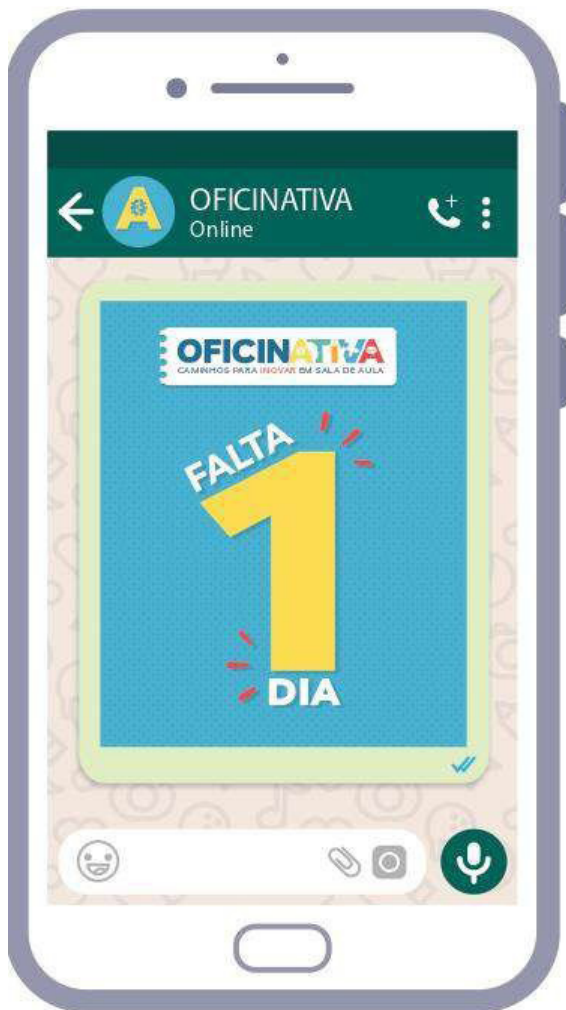 OFICINATIVA
Online
OFICINATIVA
CAMINHOS PARA INOVAR EM SALA DE AULA
FALTA
1
DIA